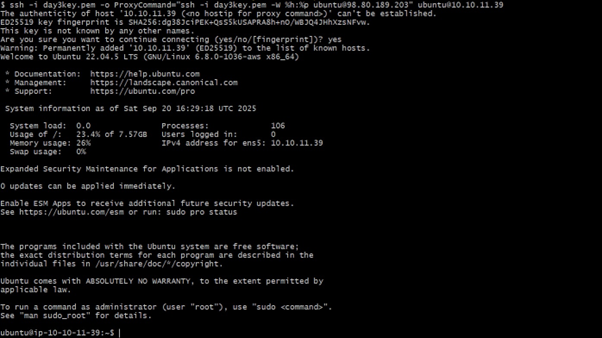 $ ssh -i day3key.pem -o ProxyCommand="ssh -i day3key.pem -W %h:%p ubuntu@98.80.189.203" ubuntu@10.10.11.39
The authenticity of host '10.10.11.39 (<no hostip for proxy command>)' can't be established.
ED25519 key fingerprint is
This key is not known by any other names.
Are you sure you want to continue connecting (yes/no/[fingerprint])? yes
Warning: Permanently added '10.10.11.39' (ED25519) to the list of known hosts.
Welcome to Ubuntu 22.04.5 LTS (GNU/Linux 6.8.0-1036-aws x86_64)
* Documentation: https://help.ubuntu.com
* Management: https://landscape.canonical.com
* Support: https://ubuntu.com/pro
System information as of Sat Sep 20 16:29:18 UTC 2025
System load: 0.0 Processes: 106
Usage of /: 23.4% of 7.57GB Users logged in: 0
Memory usage: 26% IPv4 address for ens5: 10.10.11.39
Swap usage: 0%
Expanded Security Maintenance for Applications is not enabled.
0 updates can be applied immediately.
Enable ESM Apps to receive additional future security updates.
See https://ubuntu.com/esm or run: sudo pro status
The programs included with the Ubuntu system are free software;
the exact distribution terms for each program are described in the
individual files in /usr/share/doc/*/copyright.
Ubuntu comes with ABSOLUTELY NO WARRANTY, to the extent permitted by
applicable law.
To run a command as administrator (user "root"), use "sudo <command>".
See "man sudo_root" for details.
ubuntu@ip-10-10-11-39:~$